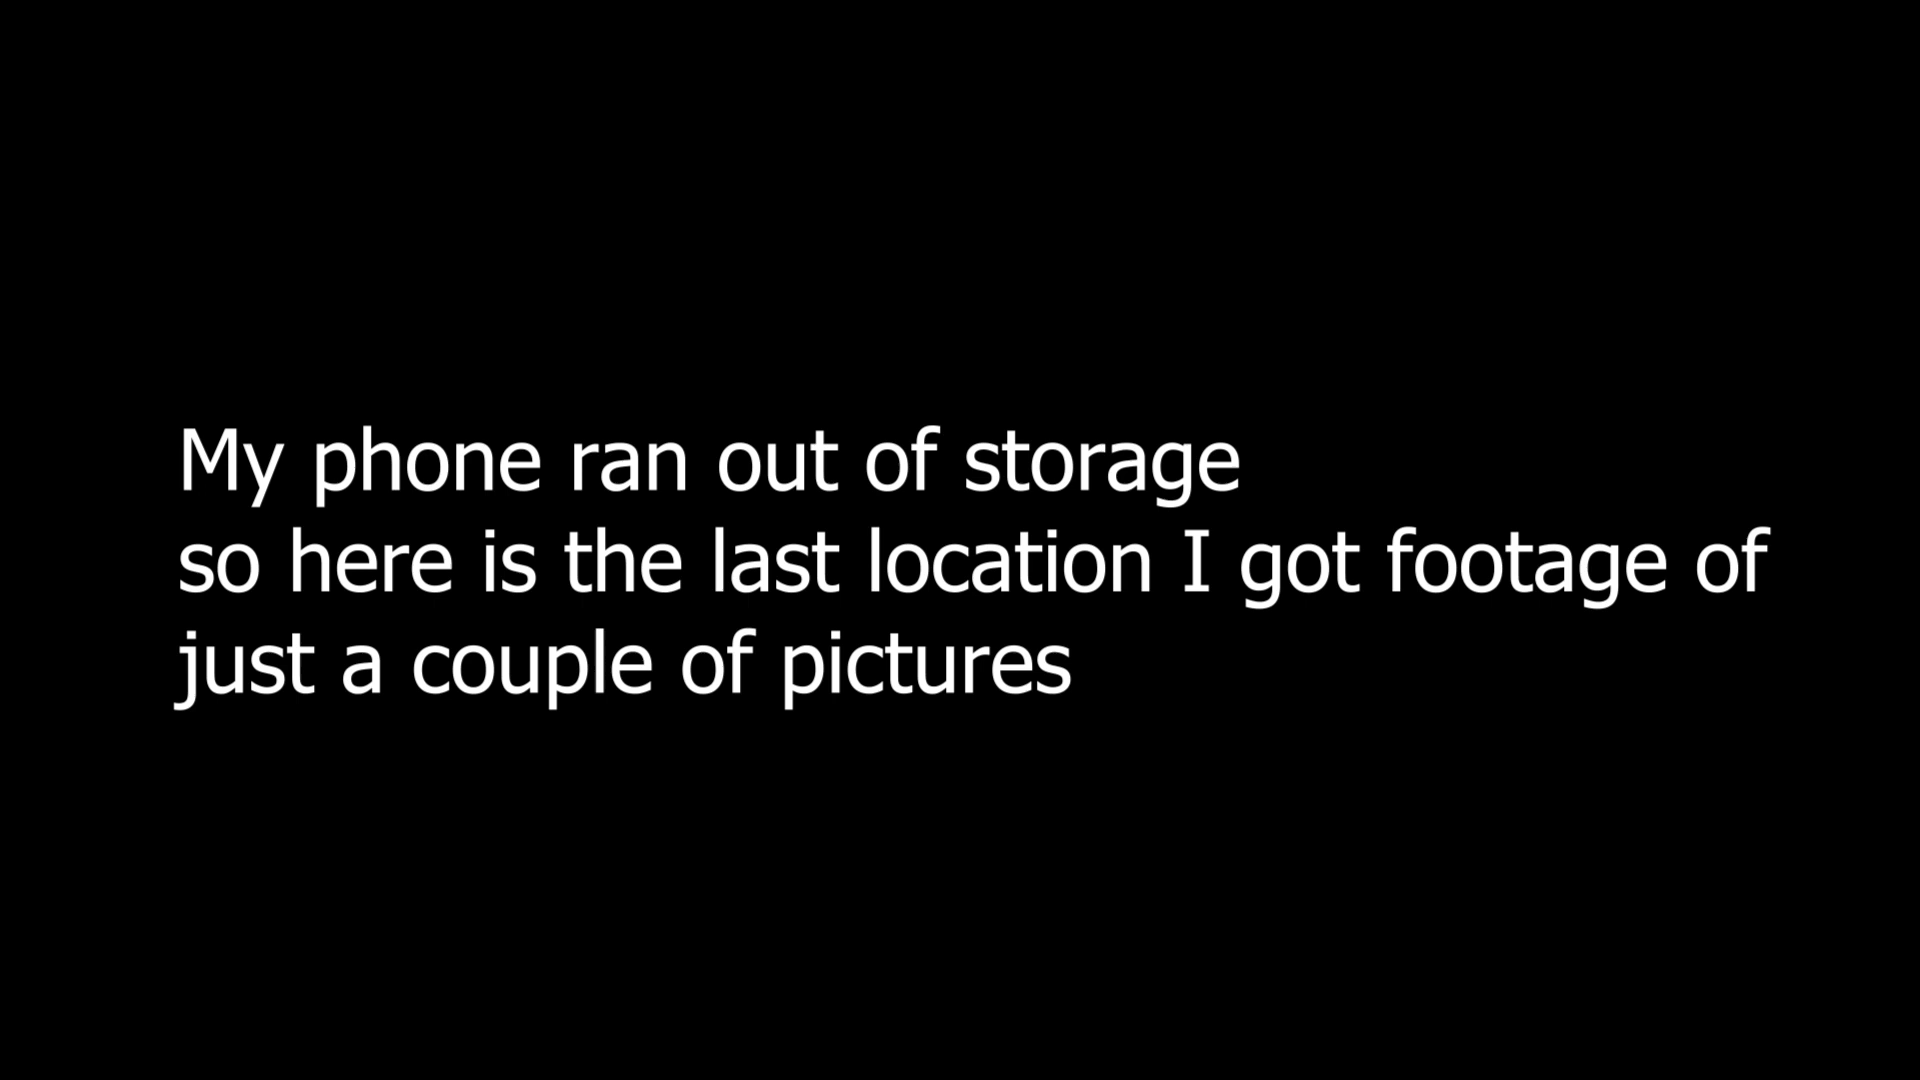 My phone ran out of storage
so here is the last location I got footage of
just a couple of pictures